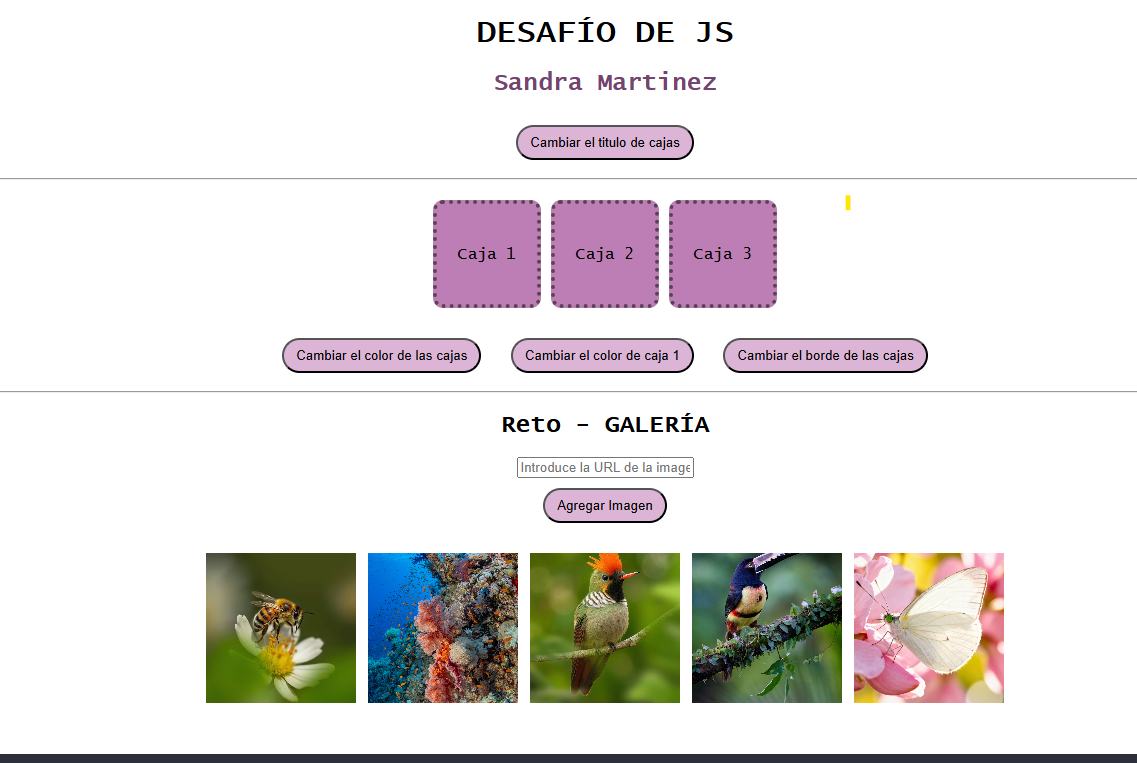 DESAFÍO DE JS
Sandra Martinez
Cambiar el titulo de cajas
Caja 1 Caja 2 Caja 3
Cambiar el color de las cajas Cambiar el color de caja 1 Cambiar el borde de las cajas
Reto - GALERÍA
Introduce la URL de la image
Agregar Imagen